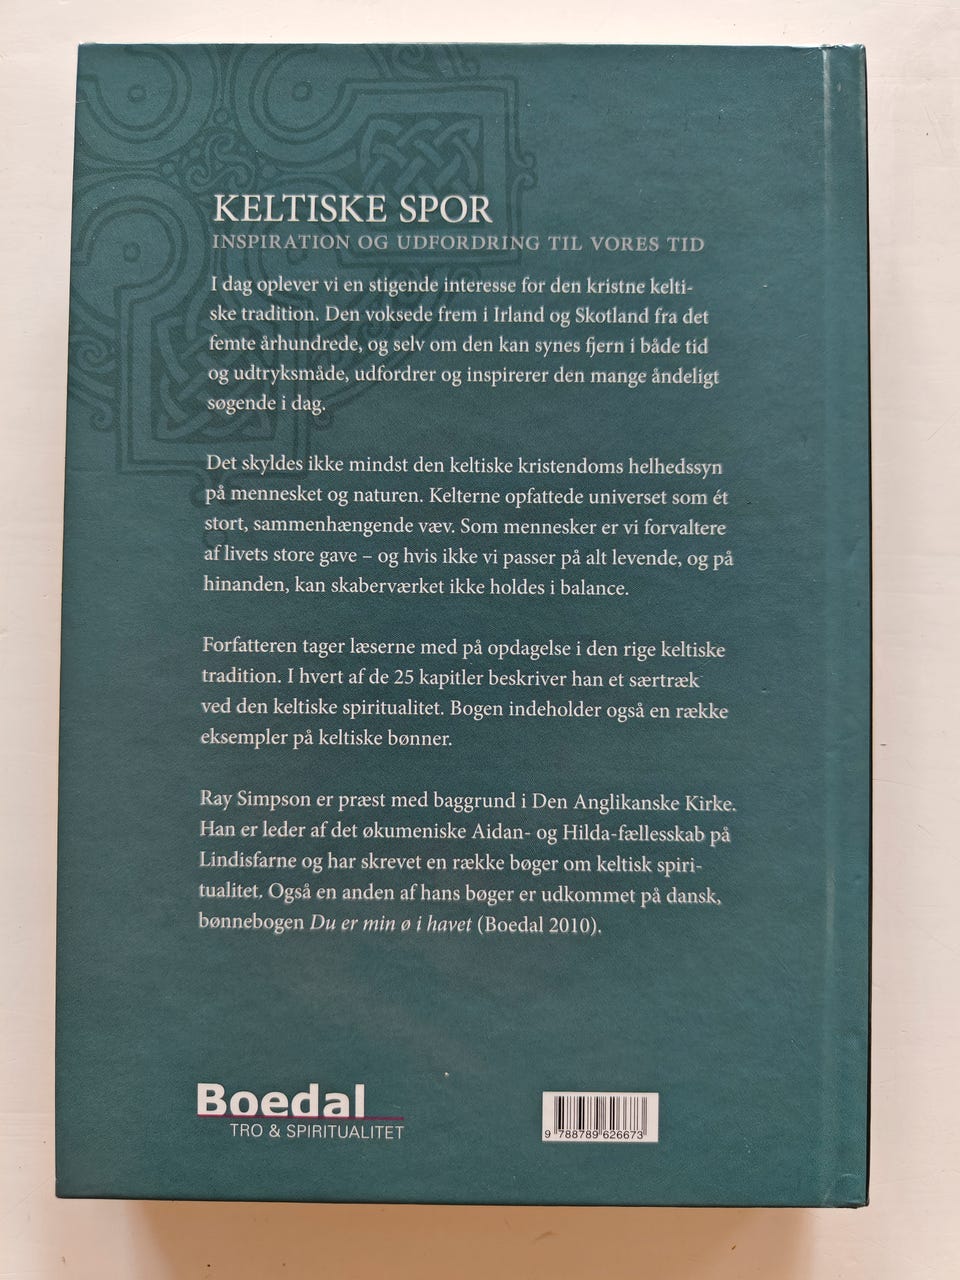 KELTISKE SPOR
INSPIRATION OG UDFORDRING TIL VORES TID
I dag oplever vi en stigende interesse for den kristne kelti-
ske tradition. Den voksede frem i Irland og Skotland fra det
femte århundrede, og selv om den kan synes fjern i både tid
og udtryksmåde, udfordrer og inspirerer den mange åndeligt
søgende i dag.
Det skyldes ikke mindst den keltiske kristendoms helhedssyn
på mennesket og naturen. Kelterne opfattede universet som ét
stort, sammenhængende væv. Som mennesker er vi forvaltere
af livets store gave – og hvis ikke vi passer på alt levende, og på
hinanden, kan skaberværket ikke holdes i balance.
Forfatteren tager læserne med på opdagelse i den rige keltiske
tradition. I hvert af de 25 kapitler beskriver han et særtræk
ved den keltiske spiritualitet. Bogen indeholder også en række
eksempler på keltiske bønner.
Ray Simpson er præst med baggrund i Den Anglikanske Kirke.
Han er leder af det økumeniske Aidan- og Hilda-fællesskab på
Lindisfarne og har skrevet en række bøger om keltisk spiri-
tualitet. Også en anden af hans bøger er udkommet på dansk,
bønnebogen Du er min ø i havet (Boedal 2010).
Boedal
TRO & SPIRITUALITET
9 788789 626673